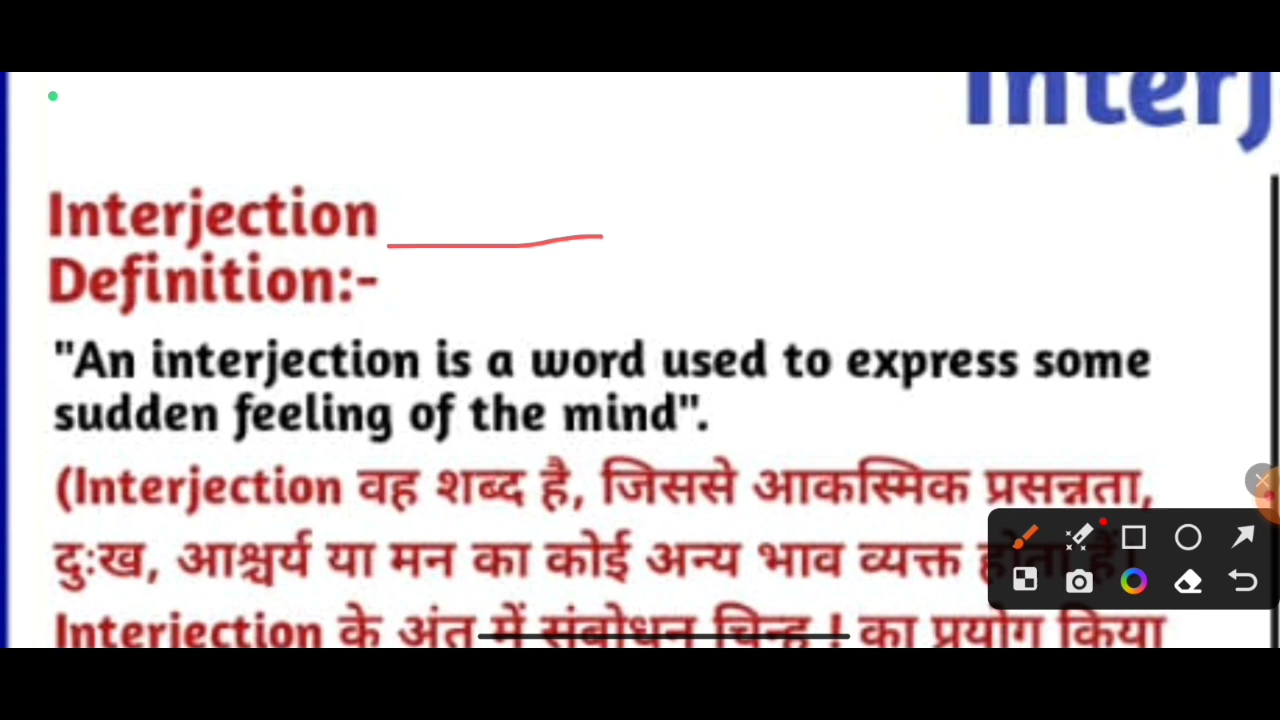 Interj
Interjection
Definition:-
"An interjection is a word used to express some
sudden feeling of the mind".
(Interjection वह शब्द है, जिससे आकस्मिक प्रसन्नता,
दुःख, आश्चर्य या मन का कोई अन्य भाव व्यक्त होता हैं
Interjection के अंत में संबोधन चिन्ह ! का प्रयोग किया